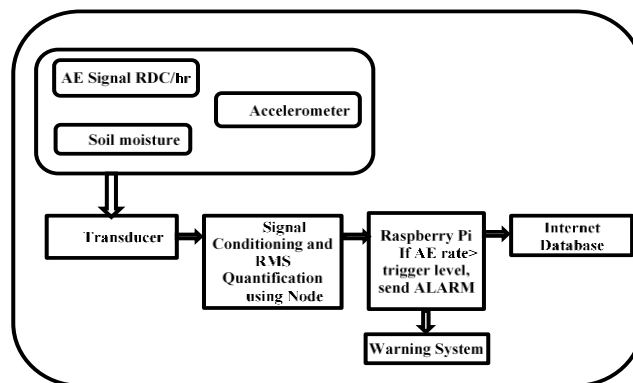 AE Signal RDC/hr
Accelerometer
Soil moisture
Transducer
Signal
Conditioning and
RMS
Quantification
using Node
Raspberry Pi
If AE rate>
trigger level,
send ALARM
Internet
Database
Warning System